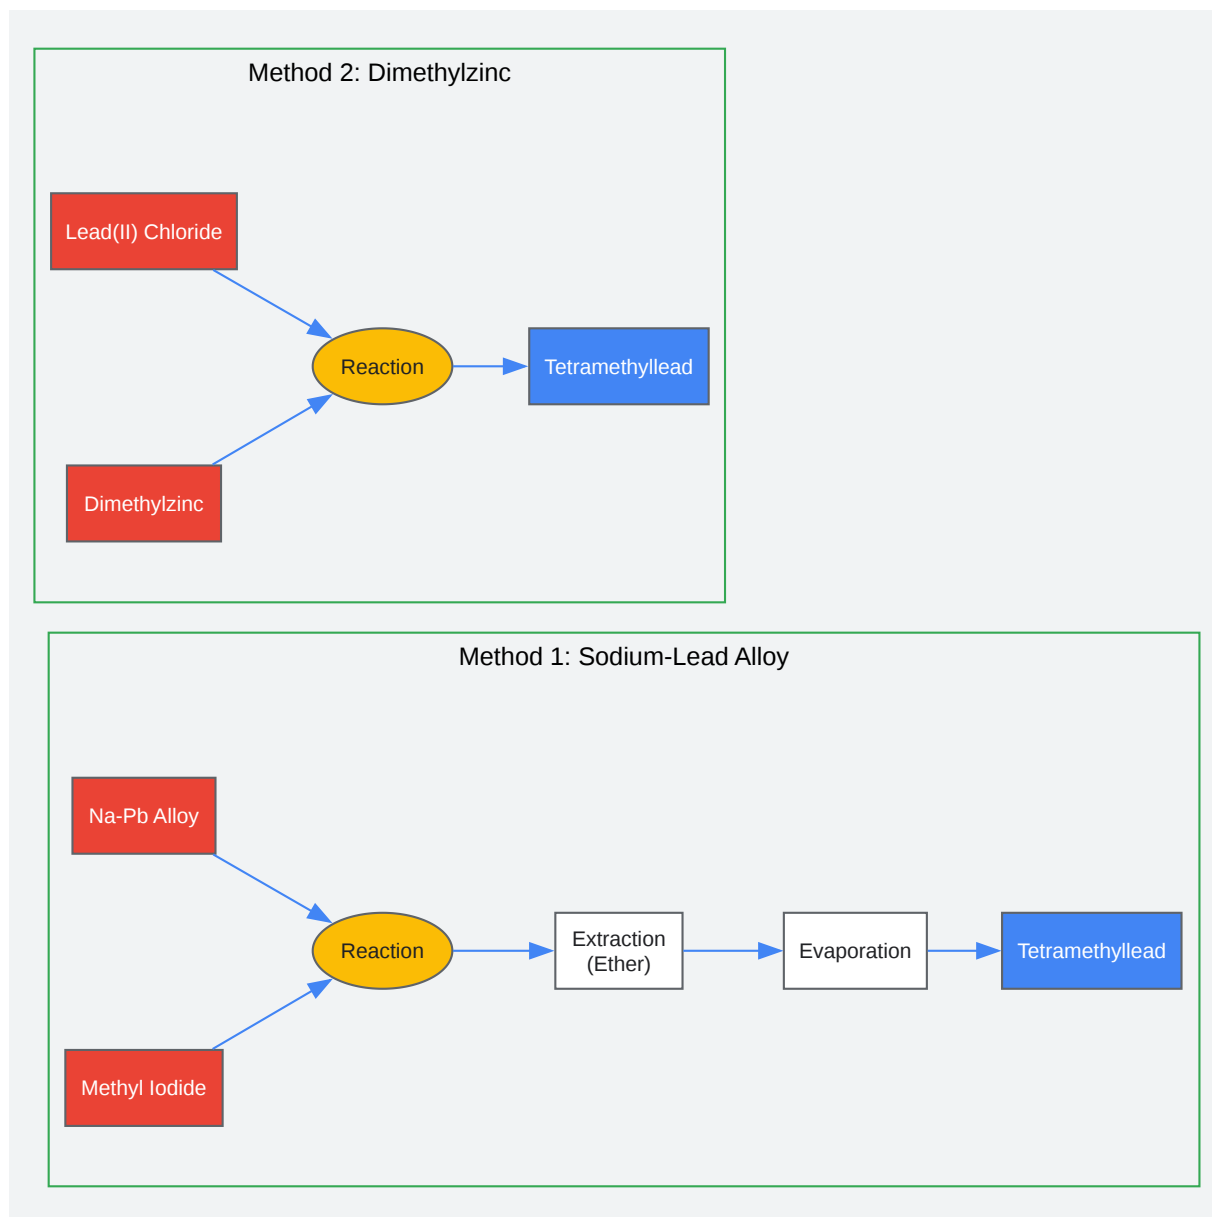 Method 2: Dimethylzinc
Lead(II) Chloride
Reaction
Tetramethyllead
Dimethylzinc
Method 1: Sodium-Lead Alloy
Na-Pb Alloy
Reaction
Extraction
(Ether)
Evaporation
Tetramethyllead
Methyl Iodide